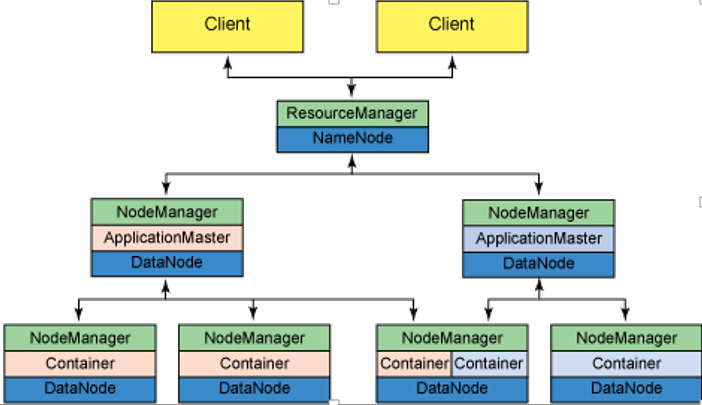 Client
Client
ResourceManager
NameNode
NodeManager
ApplicationMaster
DataNode
NodeManager
ApplicationMaster
DataNode
NodeManager
Container
DataNode
NodeManager
Container
DataNode
NodeManager
Container Container
DataNode
NodeManager
Container
DataNode